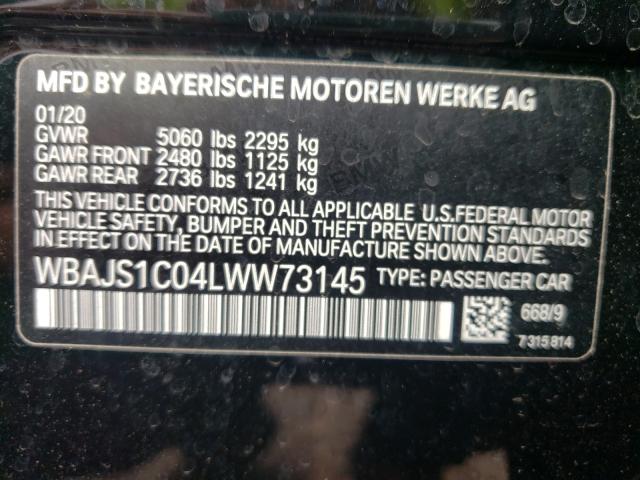 MFD BY BAYERISCHE MOTOREN WERKE AG
01/20
GVWR 5060 lbs 2295 kg
GAWR FRONT 2480 lbs 1125 kg
GAWR REAR 2736 lbs 1241 kg
THIS VEHICLE CONFORMS TO ALL APPLICABLE U.S.FEDERAL MOTOR
VEHICLE SAFETY, BUMPER AND THEFT PREVENTION STANDARDS
IN EFFECT ON THE DATE OF MANUFACTURE SHOWN ABOVE.
WBAJS1C04LWW73145 TYPE: PASSENGER CAR
668/9
7315814